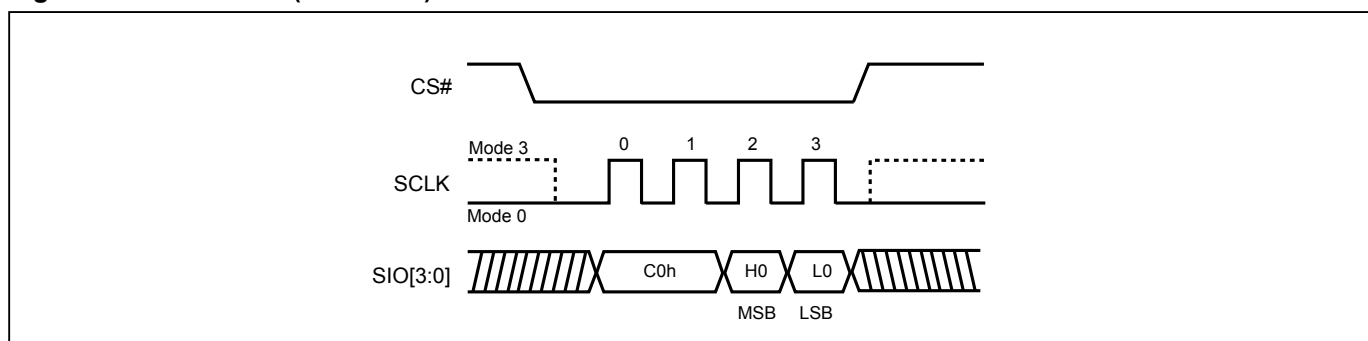 CS#
Mode 3
0 1 2 3
SCLK
Mode 0
SIO[3:0]
C0h H0 L0
MSB LSB